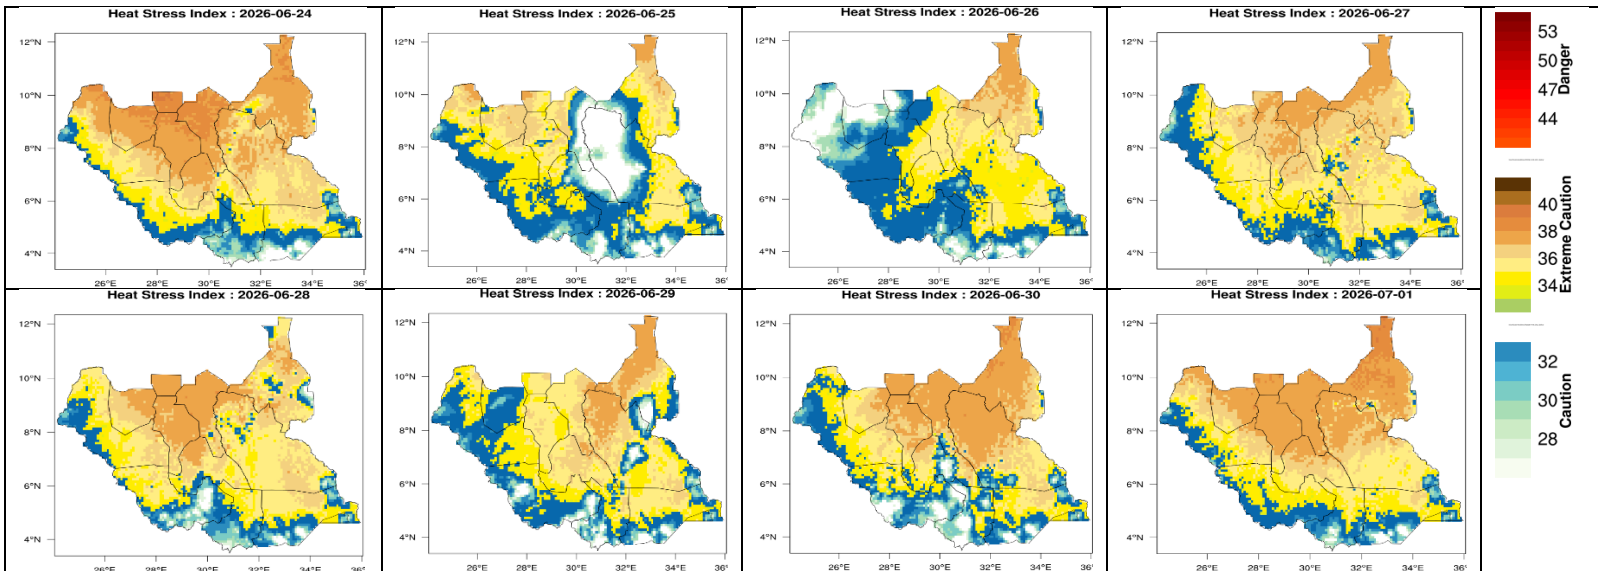 Heat Stress Index : 2026-06-24
12°N
10°N
8°N
6°N
4°N
26°E 28°E 30°E 32°E 34°E 36°
Heat Stress Index : 2026-06-25
12°N
10°N
8°N
6°N
4°N
26°E 28°E 30°E 32°E 34°E 36°
Heat Stress Index : 2026-06-26
12°N
10°N
8°N
6°N
4°N
26°E 28°E 30°E 32°E 34°E 36°
Heat Stress Index : 2026-06-27
12°N
10°N
8°N
6°N
4°N
26°E 28°E 30°E 32°E 34°E 36°
Heat Stress Index : 2026-06-28
12°N
10°N
8°N
6°N
4°N
26°E 28°E 30°E 32°E 34°E 36°
Heat Stress Index : 2026-06-29
12°N
10°N
8°N
6°N
4°N
26°E 28°E 30°E 32°E 34°E 36°
Heat Stress Index : 2026-06-30
12°N
10°N
8°N
6°N
4°N
26°E 28°E 30°E 32°E 34°E 36°
Heat Stress Index : 2026-07-01
12°N
10°N
8°N
6°N
4°N
26°E 28°E 30°E 32°E 34°E 36°
53
50
47
44
Danger
40
38
36
34
Extreme Caution
32
30
28
Caution